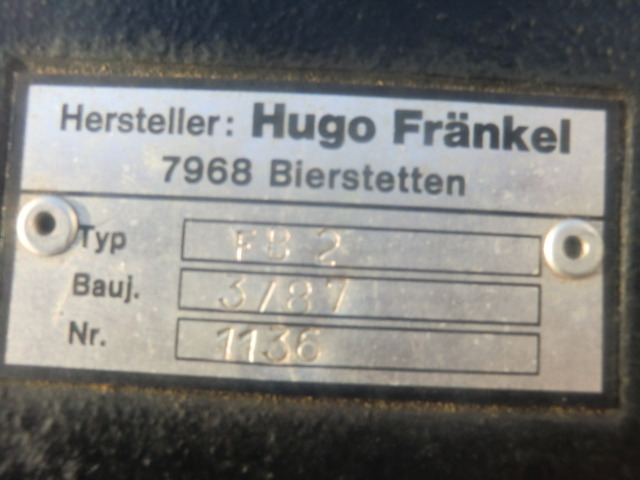 Hersteller: Hugo Fränkel
7968 Bierstetten
Typ FB 2
Bauj. 3/87
Nr. 1136